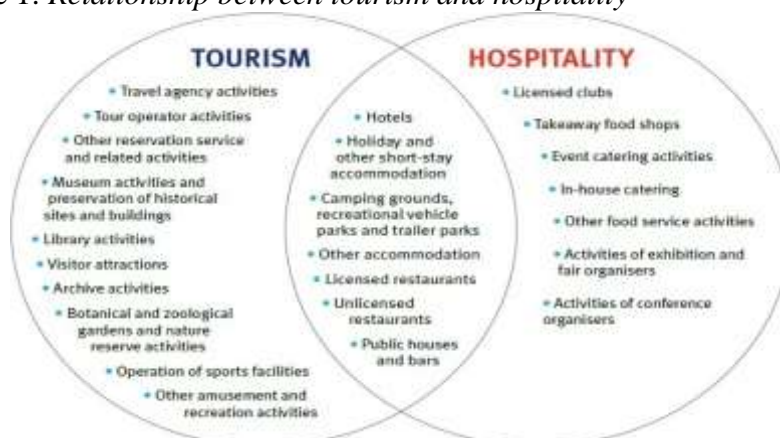 1. Relationship between tourism and hospitality
TOURISM
• Travel agency activities
• Tour operator activities
• Other reservation service
and related activities
• Museum activities and
preservation of historical
sites and buildings
• Library activities
• Visitor attractions
• Archive activities
• Botanical and zoological
gardens and nature
reserve activities
• Operation of sports facilities
• Other amusement and
recreation activities
• Hotels
• Holiday and
other short-stay
accommodation
• Camping grounds,
recreational vehicle
parks and trailer parks
• Other accommodation
• Licensed restaurants
• Unlicensed
restaurants
• Public houses
and bars
HOSPITALITY
• Licensed clubs
• Takeaway food shops
• Event catering activities
• In-house catering
• Other food service activities
• Activities of exhibition and
fair organisers
• Activities of conference
organisers